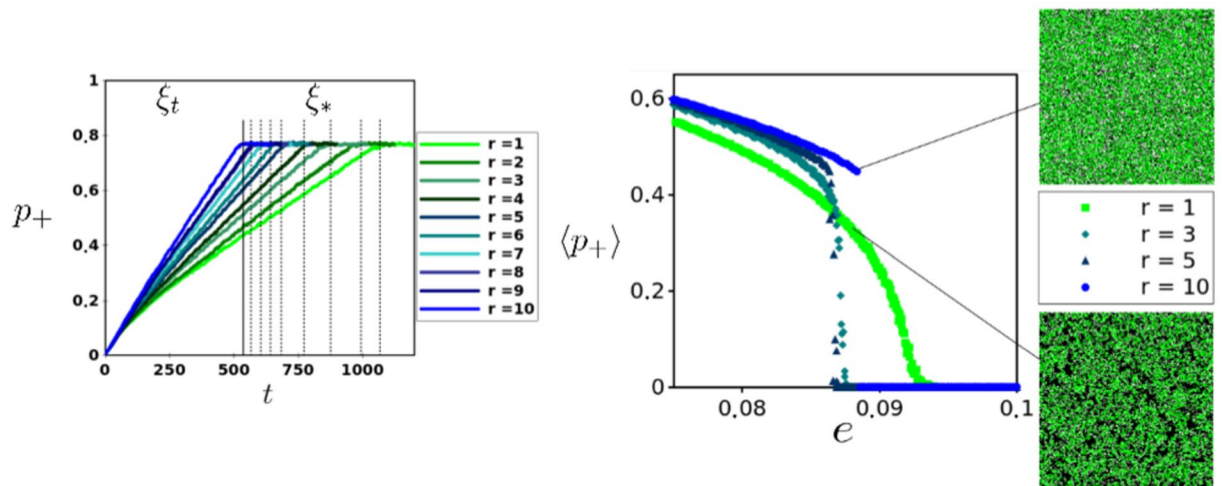 1
0.8
0.6
0.4
0.2
0
p+
ξt
ξ*
0 250 500 750 1000
t
r =1
r =2
r =3
r =4
r =5
r =6
r =7
r =8
r =9
r =10
0.6
0.4
0.2
0
⟨p+⟩
0.08 0.09 0.1
e
r = 1
r = 3
r = 5
r = 10